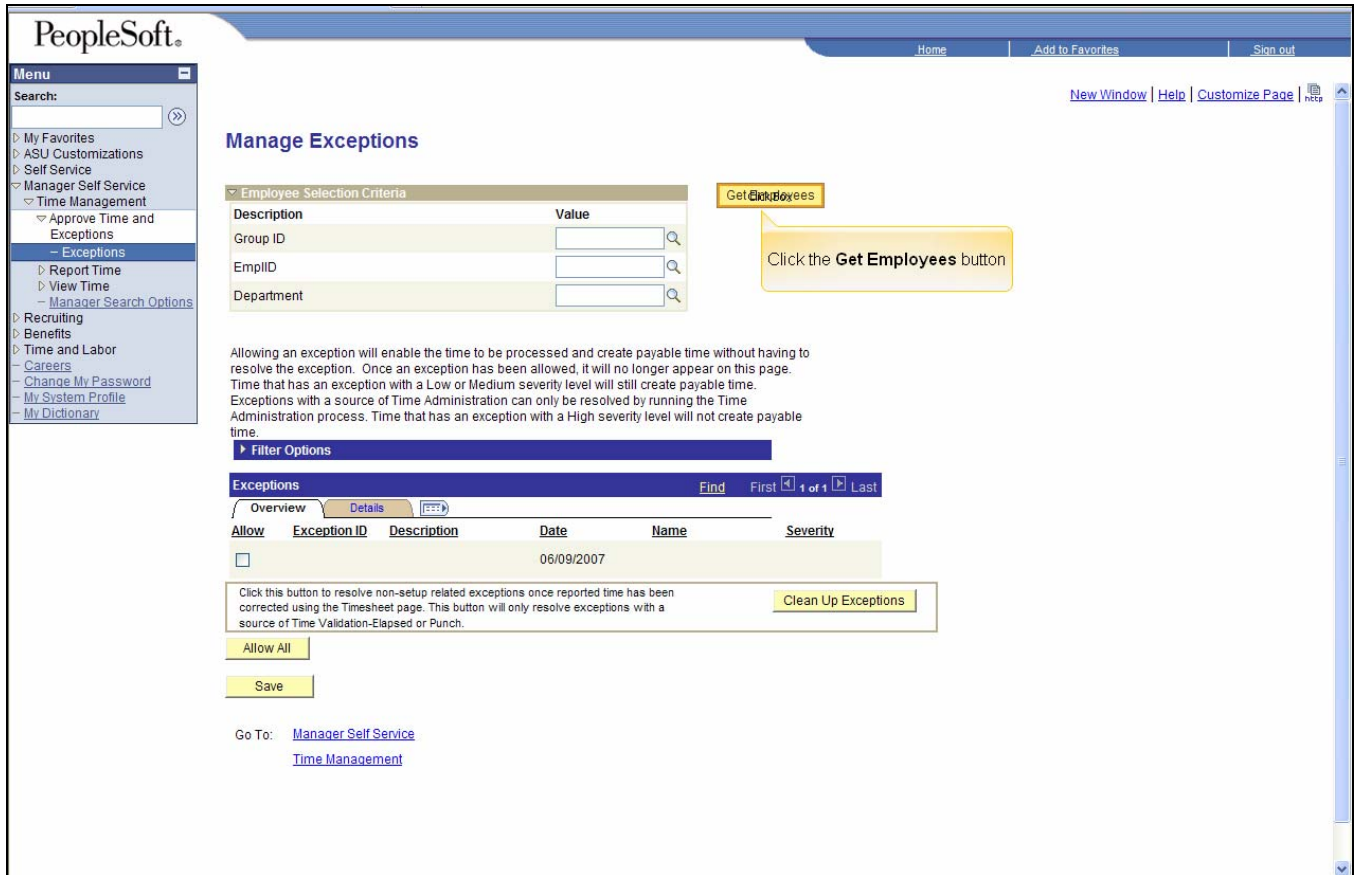 PeopleSoft®
Home
Add to Favorites
Sign out
Menu
Search:
My Favorites
ASU Customizations
Self Service
Manager Self Service
Time Management
Approve Time and
Exceptions
Exceptions
Report Time
View Time
Manager Search Options
Recruiting
Benefits
Time and Labor
Careers
Change My Password
My System Profile
My Dictionary
New Window | Help | Customize Page | http
Manage Exceptions
Employee Selection Criteria
Description Value
Group ID
EmplID
Department
Get Employees
Click Box
Click the Get Employees button
Allowing an exception will enable the time to be processed and create payable time without having to
resolve the exception. Once an exception has been allowed, it will no longer appear on this page.
Time that has an exception with a Low or Medium severity level will still create payable time.
Exceptions with a source of Time Administration can only be resolved by running the Time
Administration process. Time that has an exception with a High severity level will not create payable
time.
Filter Options
Exceptions Find First 1 of 1 Last
Overview Details
Allow Exception ID Description Date Name Severity
06/09/2007
Click this button to resolve non-setup related exceptions once reported time has been
corrected using the Timesheet page. This button will only resolve exceptions with a
source of Time Validation-Elapsed or Punch.
Clean Up Exceptions
Allow All
Save
Go To: Manager Self Service
Time Management